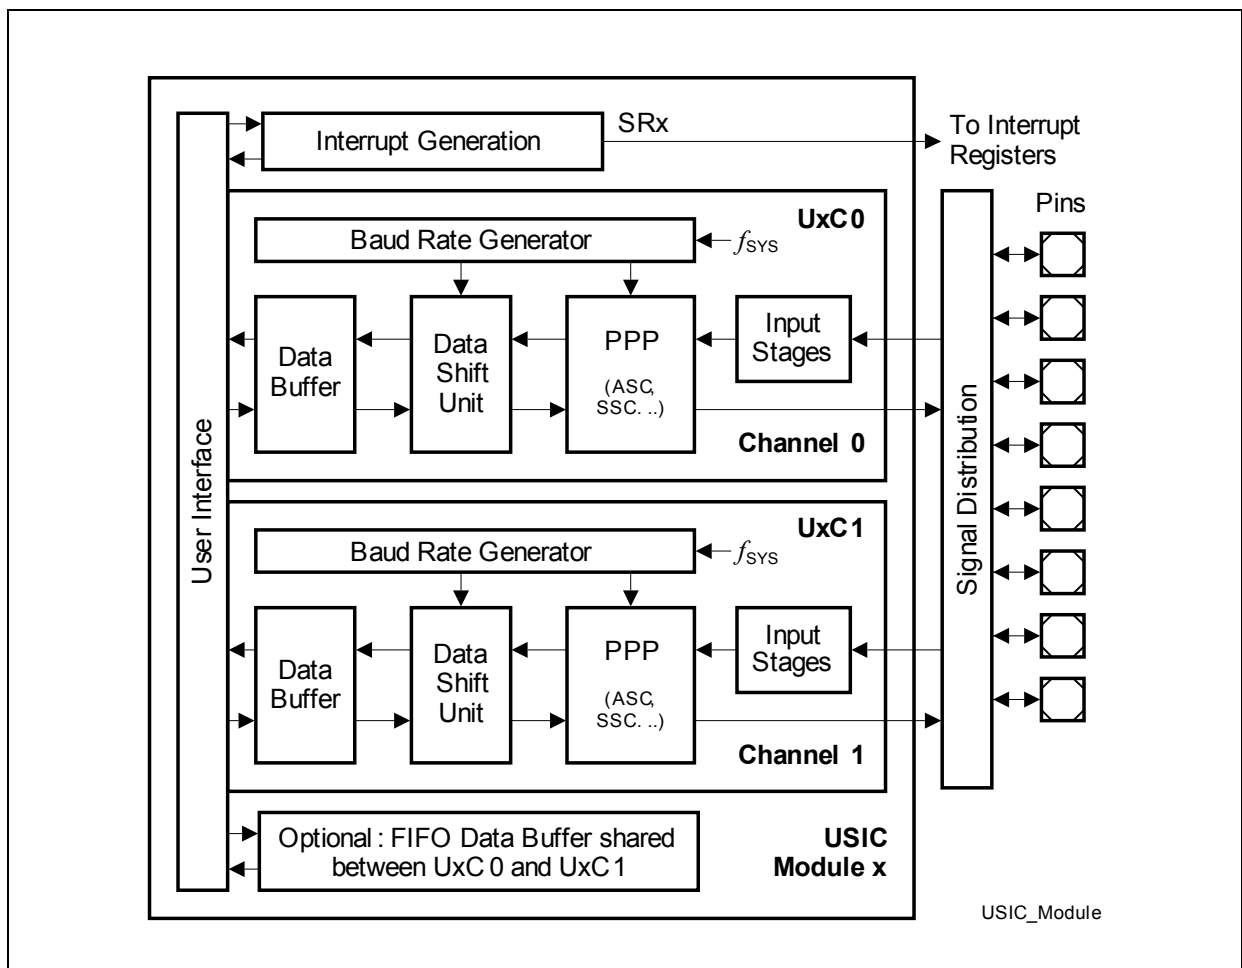 Interrupt Generation
SRx
To Interrupt
Registers
User Interface
UxC0
Baud Rate Generator
fSYS
Data
Buffer
Data
Shift
Unit
PPP
(ASC,
SSC. ..)
Input
Stages
Channel 0
Signal Distribution
Pins
UxC1
Baud Rate Generator
fSYS
Data
Buffer
Data
Shift
Unit
PPP
(ASC,
SSC. ..)
Input
Stages
Channel 1
Optional : FIFO Data Buffer shared
between UxC0 and UxC1
USIC
Module x
USIC_Module